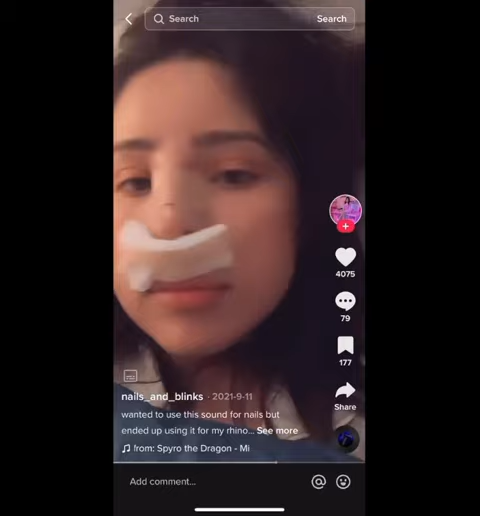 Search Search
4075
79
177
Share
nails_and_blinks · 2021-9-11
wanted to use this sound for nails but
ended up using it for my rhino... See more
from: Spyro the Dragon - Mi
Add comment...